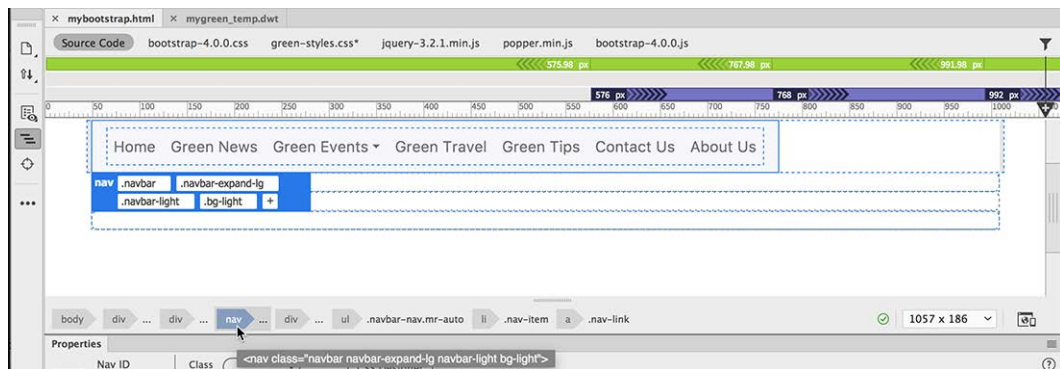 × mybootstrap.html × mygreen_temp.dwt
Source Code bootstrap-4.0.0.css green-styles.css* jquery-3.2.1.min.js popper.min.js bootstrap-4.0.0.js
575.98 px 767.98 px 991.98 px
576 px 768 px 992 px
0 50 100 150 200 250 300 350 400 450 500 550 600 650 700 750 800 850 900 950 1000
Home Green News Green Events Green Travel Green Tips Contact Us About Us
nav .navbar .navbar-expand-lg
.navbar-light .bg-light +
body div ... div ... nav ... div ... ul .navbar-nav.mr-auto li .nav-item a .nav-link 1057 x 186
Properties
<nav class="navbar navbar-expand-lg navbar-light bg-light">
Nav ID Class